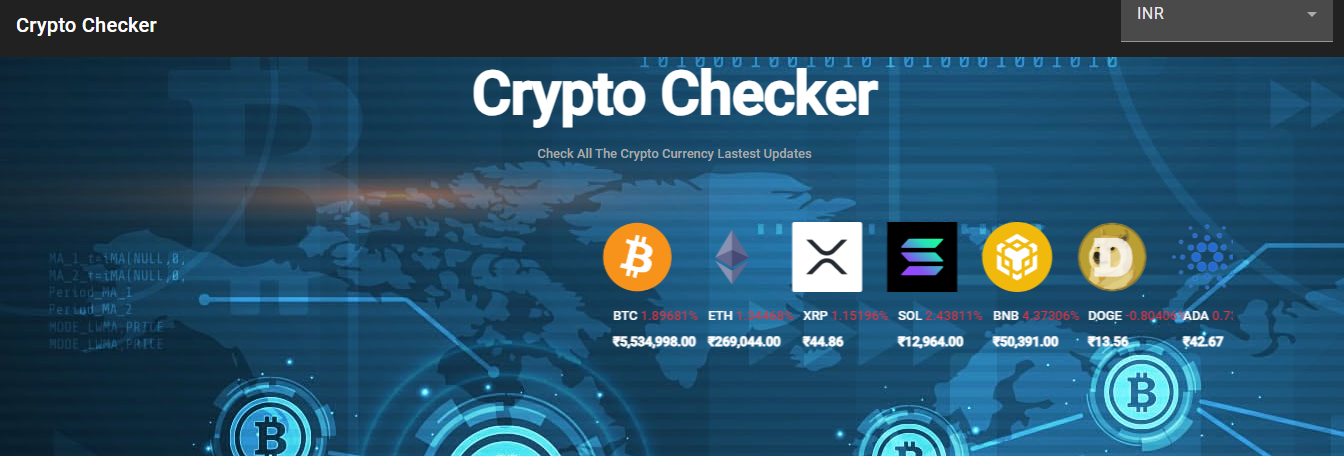 Crypto Checker
INR
1010001001010 1010001001010
Crypto Checker
Check All The Crypto Currency Lastest Updates
MA_1_t=iMA(NULL,0,
MA_2_t=iMA(NULL,0,
Period_MA_1
Period_MA_2
MODE_LWMA,PRICE
MODE_LWMA,PRICE
BTC 1.89681% ETH XRP 1.15196% SOL 2.43811% BNB 4.37306% DOGE ADA
₹5,534,998.00 ₹269,044.00 ₹44.86 ₹12,964.00 ₹50,391.00 ₹13.56 ₹42.67